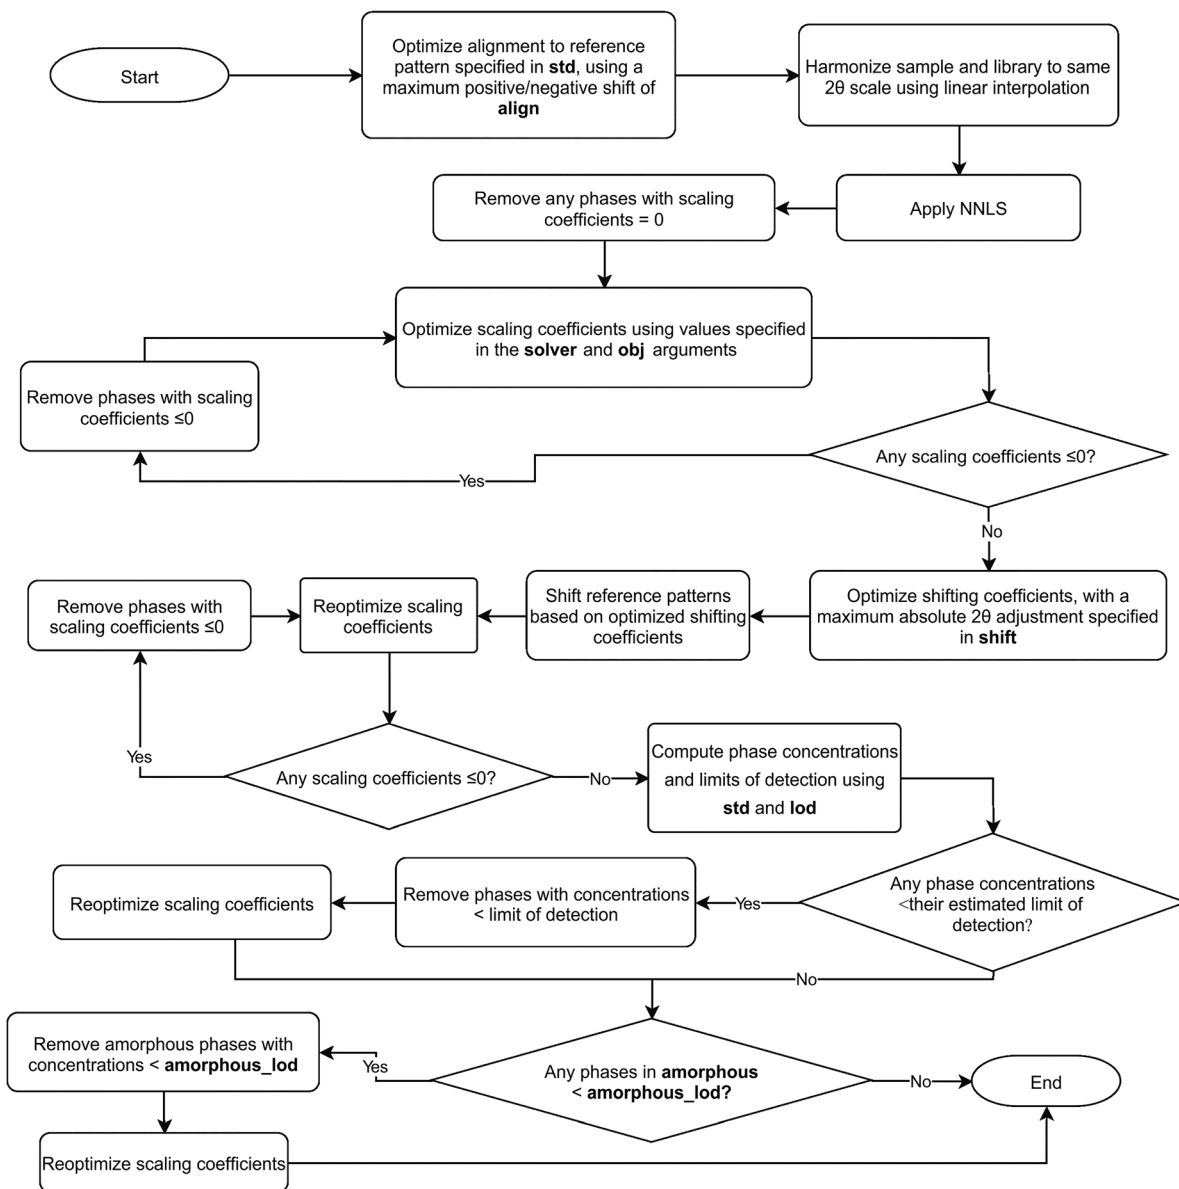 Start
Optimize alignment to reference
pattern specified in std, using a
maximum positive/negative shift of
align
Harmonize sample and library to same
2θ scale using linear interpolation
Remove any phases with scaling
coefficients = 0
Apply NNLS
Optimize scaling coefficients using values specified
in the solver and obj arguments
Remove phases with scaling
coefficients ≤0
Any scaling coefficients ≤0?
Yes
No
Remove phases with
scaling coefficients ≤0
Reoptimize scaling
coefficients
Shift reference patterns
based on optimized shifting
coefficients
Optimize shifting coefficients, with a
maximum absolute 2θ adjustment specified
in shift
Yes
Any scaling coefficients ≤0?
No
Compute phase concentrations
and limits of detection using
std and lod
Reoptimize scaling coefficients
Remove phases with concentrations
< limit of detection
Yes
Any phase concentrations
<their estimated limit of
detection?
No
Remove amorphous phases with
concentrations < amorphous_lod
Yes
Any phases in amorphous
< amorphous_lod?
No
End
Reoptimize scaling coefficients